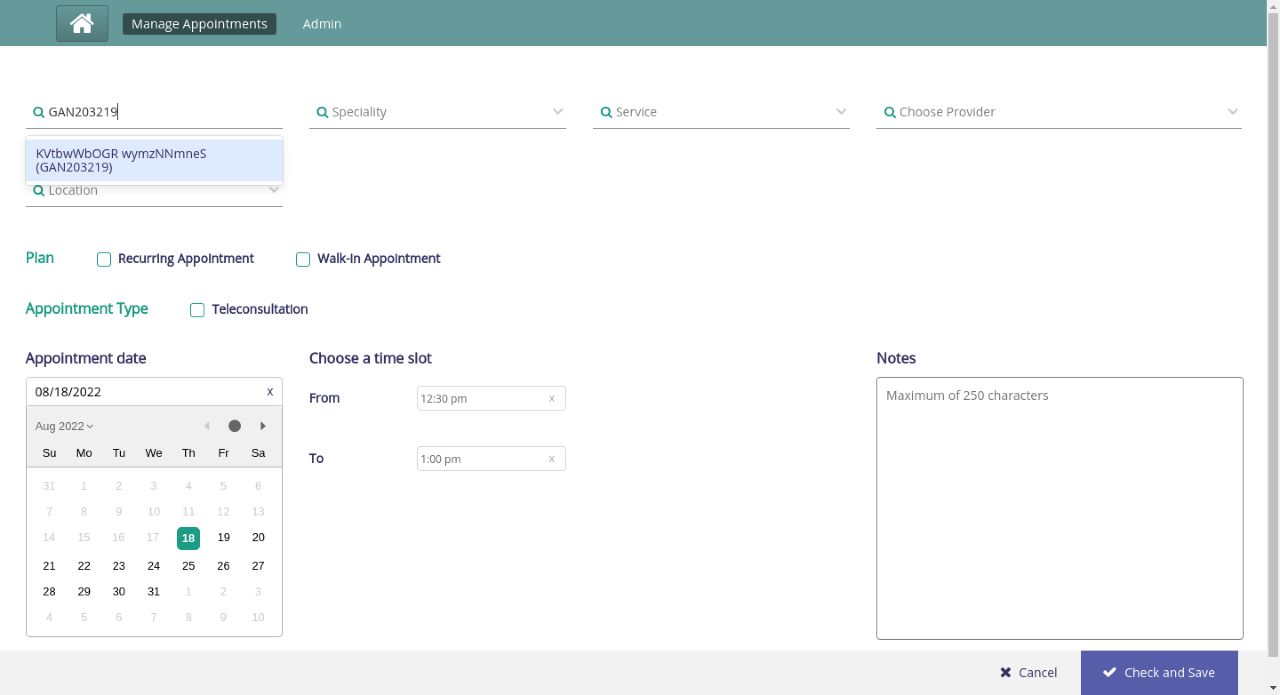 Manage Appointments
Admin
GAN203219
Speciality
Service
Choose Provider
KVtbwWbOGR wymzNNmneS
(GAN203219)
Location
Plan
Recurring Appointment
Walk-in Appointment
Appointment Type
Teleconsultation
Appointment date
Choose a time slot
Notes
08/18/2022 x
From
12:30 pm x
Maximum of 250 characters
Aug 2022
Su Mo Tu We Th Fr Sa
To
1:00 pm x
31 1 2 3 4 5 6
7 8 9 10 11 12 13
14 15 16 17 18 19 20
21 22 23 24 25 26 27
28 29 30 31 1 2 3
4 5 6 7 8 9 10
Cancel
Check and Save